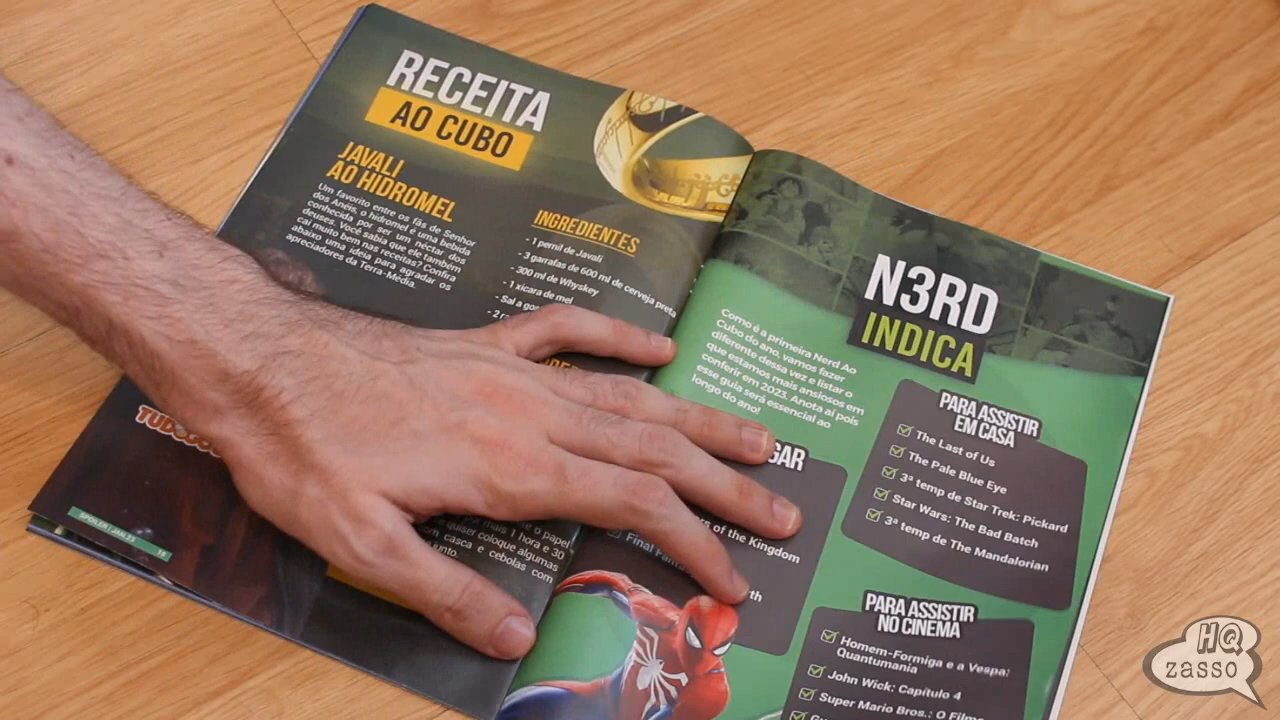 RECEITA
AO CUBO
JAVALI
AO HIDROMEL
Um favorito entre os fãs de Senhor
dos Anéis, o hidromel é uma bebida
conhecida por ser um néctar dos
deuses. Você sabia que ele também
cai muito bem nas receitas? Confira
abaixo uma ideia para agradar os
apreciadores da Terra-Média.
INGREDIENTES
- 1 pernil de Javali
- 3 garrafas de 600 ml de cerveja preta
- 300 ml de Whyskey
- 1 xícara de mel
- Sal a
- 2
o papel
mais 1 hora e 30
quiser coloque algumas
casca e cebolas com
junto.
SPOILER | JAN.23
N3RD
INDICA
Como é a primeira Nerd Ao
Cubo do ano, vamos fazer
diferente dessa vez e listar o
que estamos mais ansiosos em
conferir em 2023. Anota aí pois
esse guia será essencial ao
longo do ano!
of the Kingdom
Final
PARA ASSISTIR
EM CASA
The Last of Us
The Pale Blue Eye
3ª temp de Star Trek: Pickard
Star Wars: The Bad Batch
3ª temp de The Mandalorian
PARA ASSISTIR
NO CINEMA
Homem-Formiga e a Vespa:
Quantumania
John Wick: Capítulo 4
Super Mario Bros.: O Filme
HQ
zasso